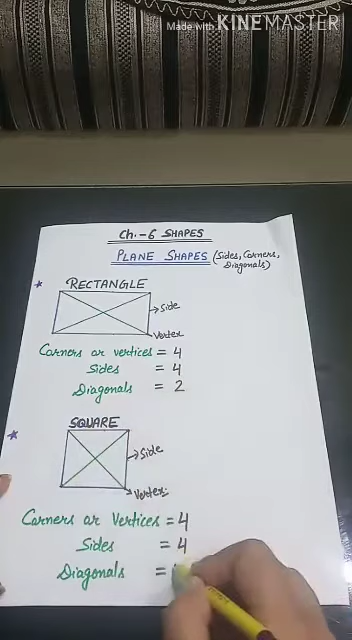 Made with KINEMASTER
Ch.-6 SHAPES
PLANE SHAPES (Sides, Corners,
Diagonals)
* RECTANGLE
→ Side
Vertex
Corners or vertices = 4
Sides = 4
Diagonals = 2
* SQUARE
→ Side
→ Vertex
Corners or Vertices = 4
Sides = 4
Diagonals =